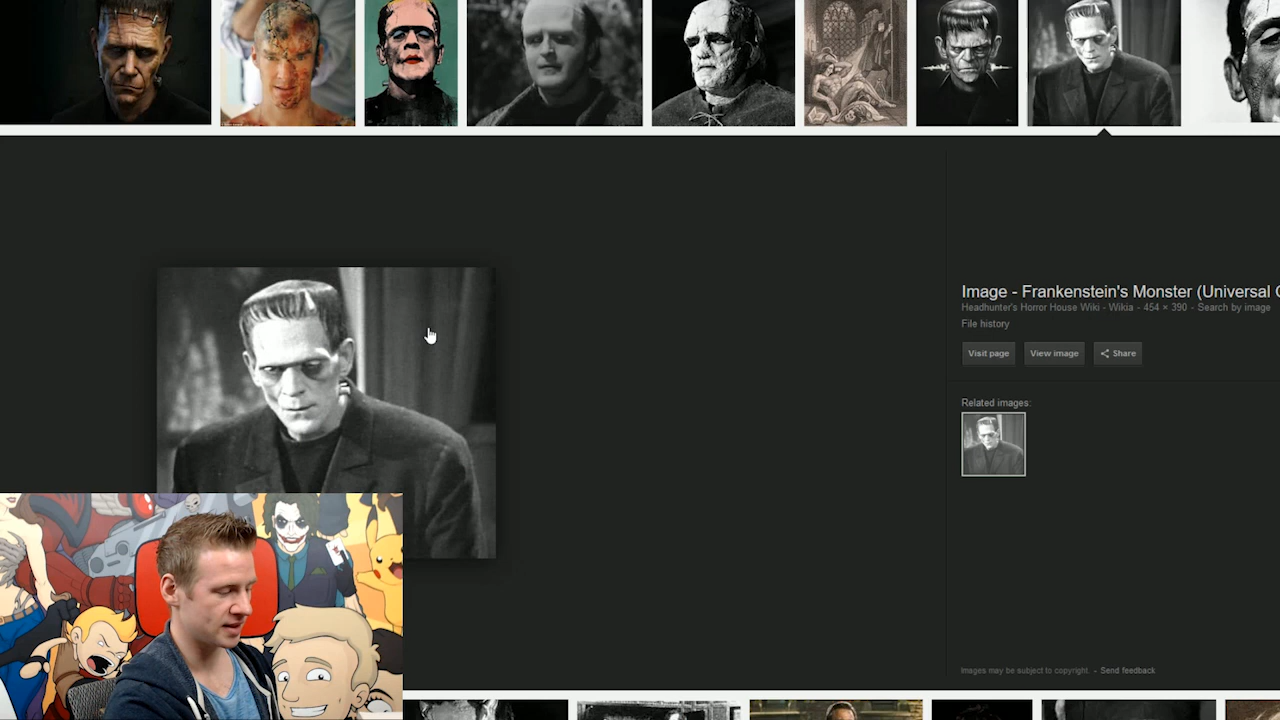 Image - Frankenstein's Monster (Universal
Headhunter's Horror House Wiki - Wikia - 454 × 390 - Search by image
File history
Visit page
View image
Share
Related images:
Images may be subject to copyright. - Send feedback